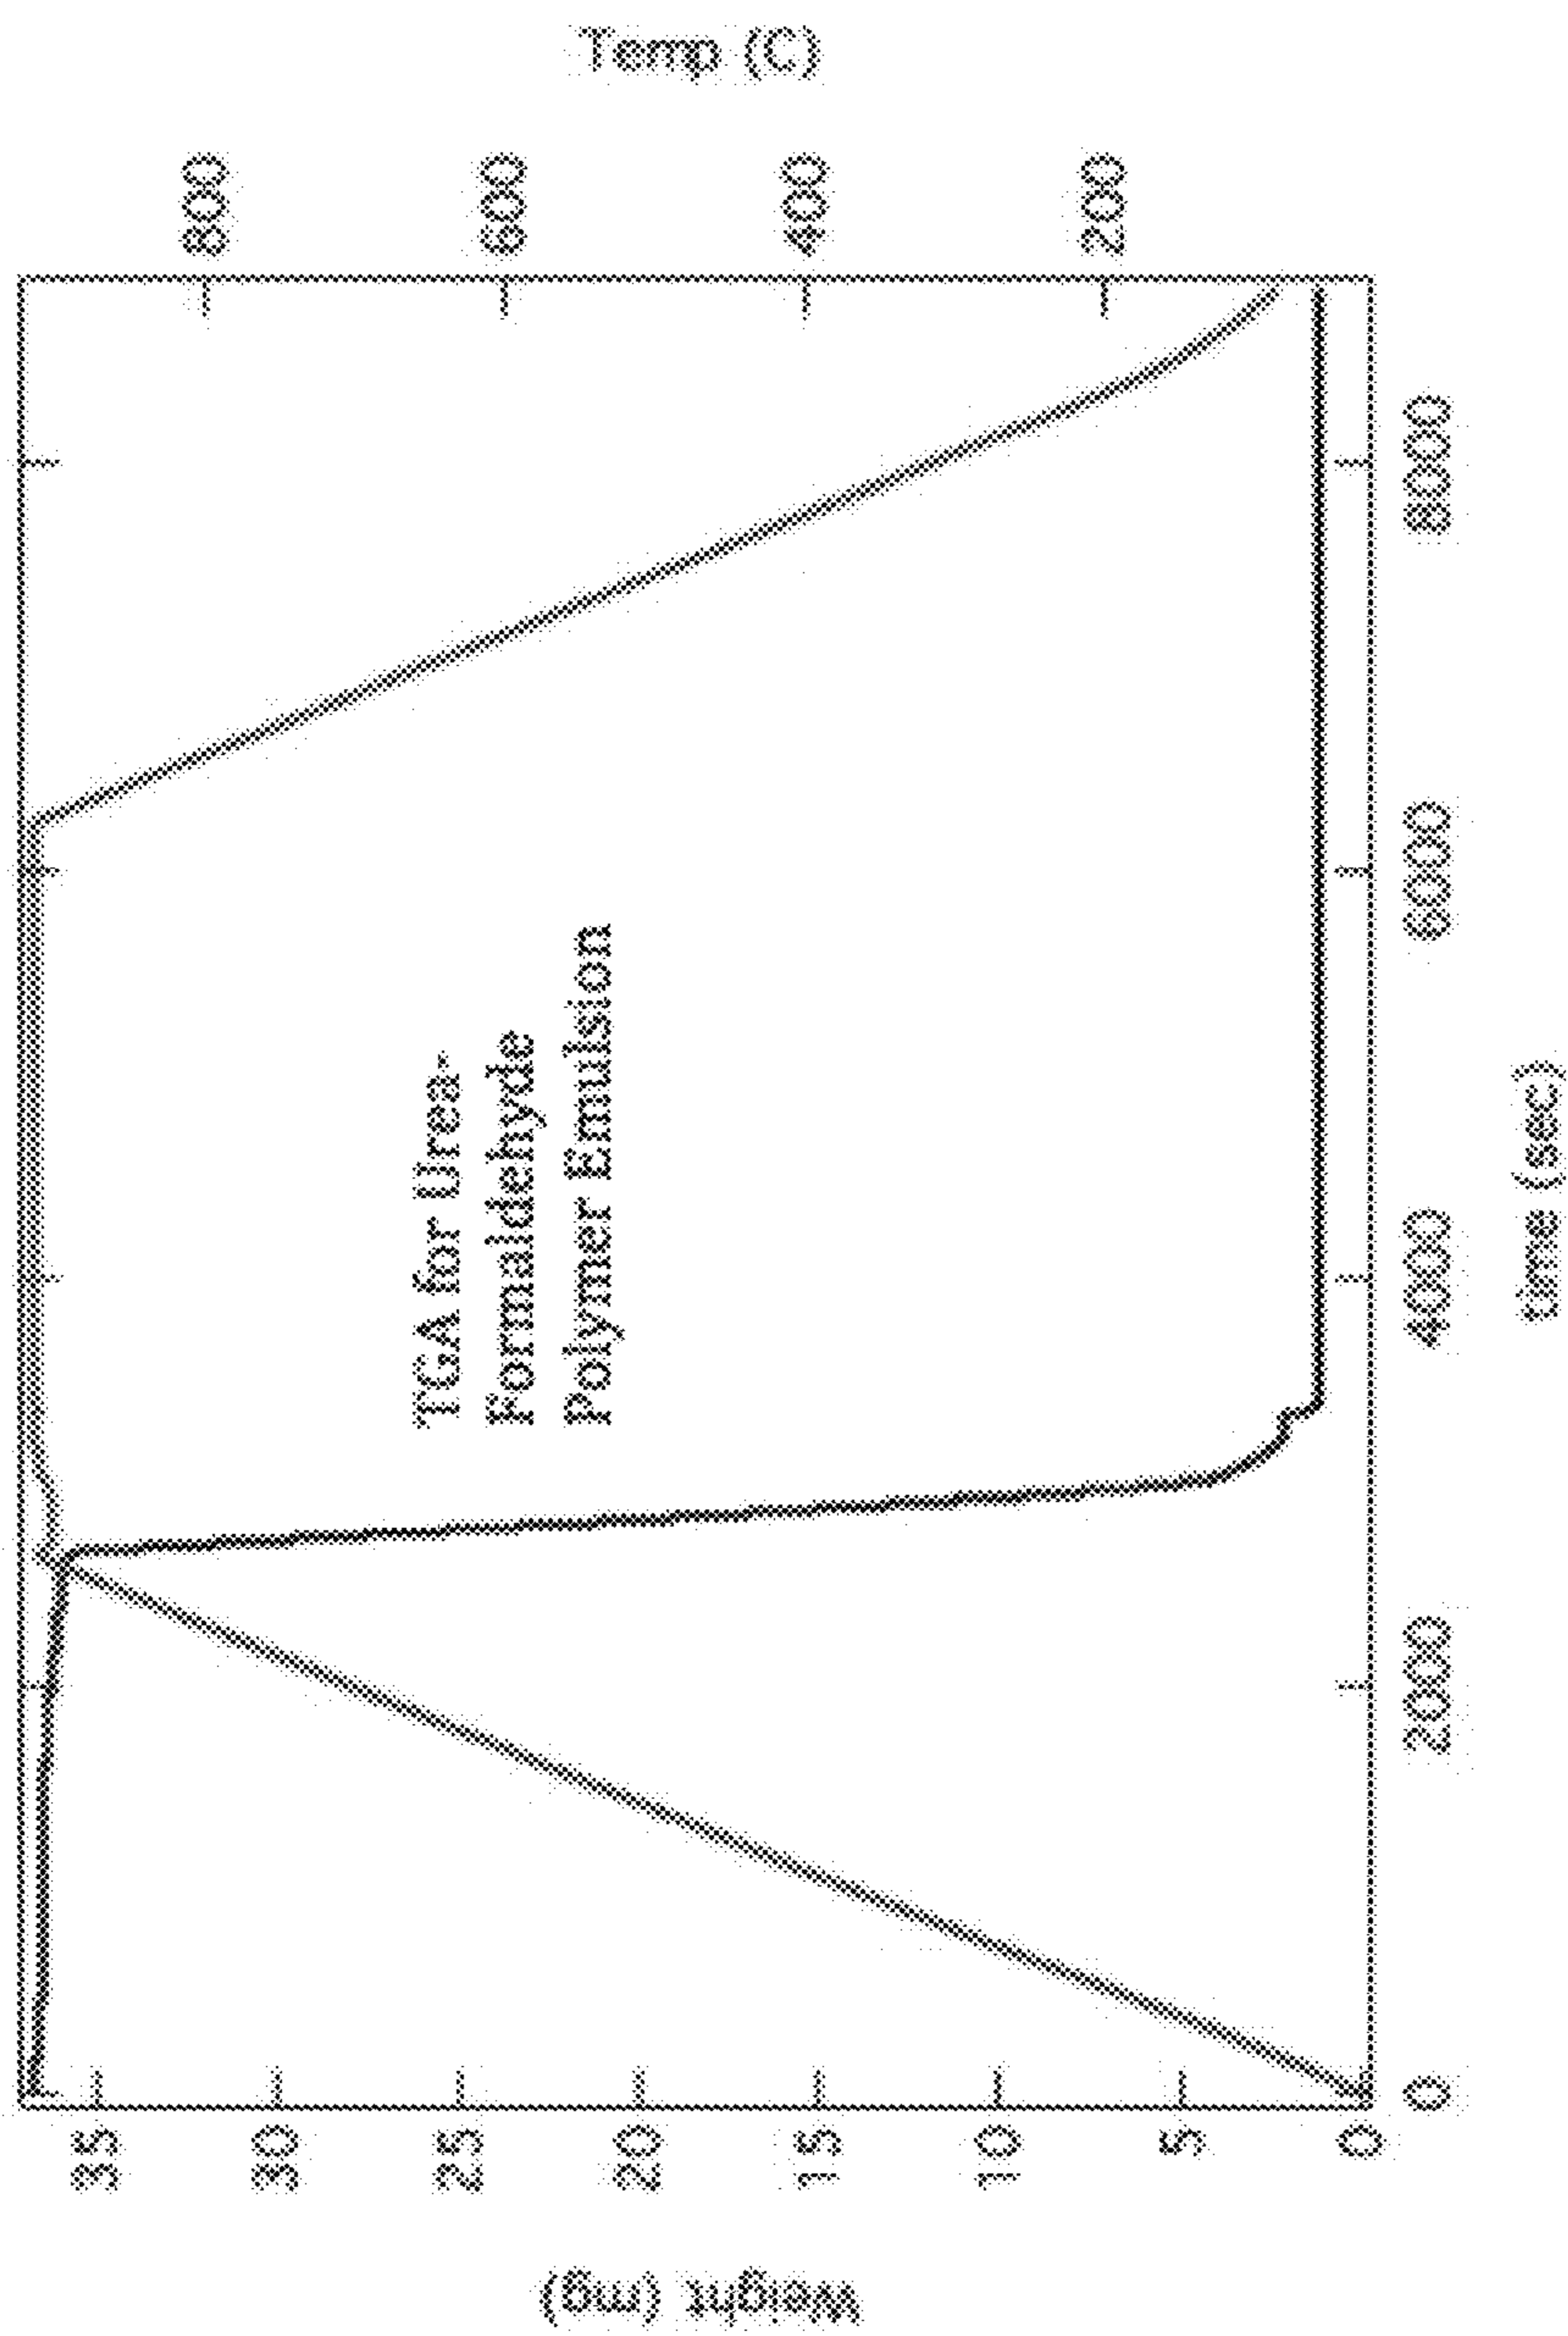 TGA for Urea-
Formaldehyde
Polymer Emulsion
Weight (mg)
35
30
25
20
15
10
5
0
Temp (C)
800
600
400
200
0
2000
4000
6000
8000
time (sec)